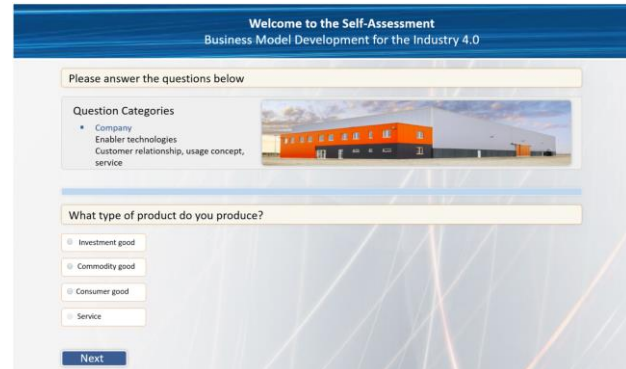 Welcome to the Self-Assessment
Business Model Development for the Industry 4.0
Please answer the questions below
Question Categories
Company
Enabler technologies
Customer relationship, usage concept,
service
What type of product do you produce?
Investment good
Commodity good
Consumer good
Service
Next